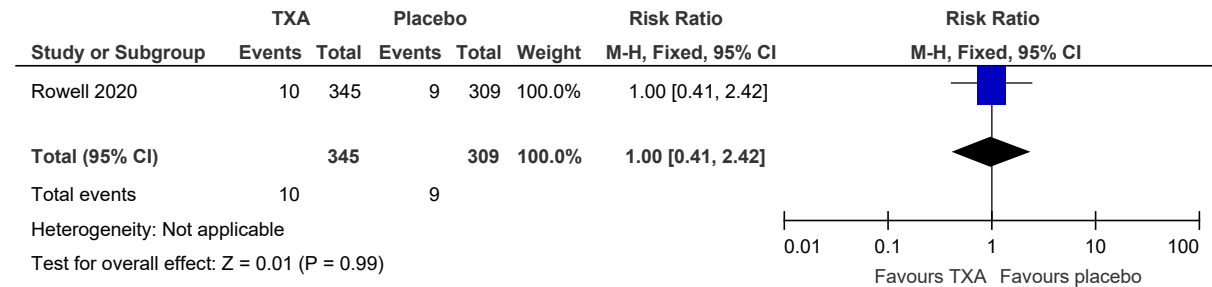 TXA Placebo Risk Ratio Risk Ratio
Study or Subgroup Events Total Events Total Weight M-H, Fixed, 95% CI M-H, Fixed, 95% CI
Rowell 2020 10 345 9 309 100.0% 1.00 [0.41, 2.42]
Total (95% CI) 345 309 100.0% 1.00 [0.41, 2.42]
Total events 10 9
Heterogeneity: Not applicable
Test for overall effect: Z = 0.01 (P = 0.99)
0.01 0.1 1 10 100
Favours TXA Favours placebo